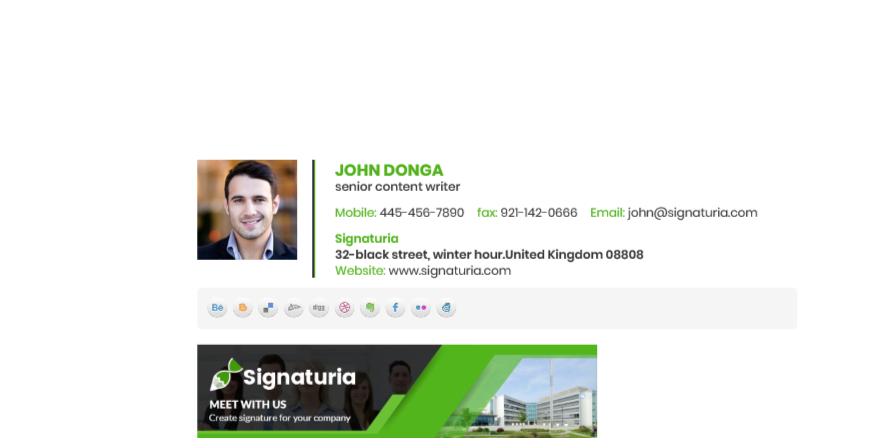 JOHN DONGA
senior content writer
Mobile: 445-456-7890 fax: 921-142-0666 Email: john@signaturia.com
Signaturia
32-black street, winter hour.United Kingdom 08808
Website: www.signaturia.com
Bē
digg
f
Signaturia
MEET WITH US
Create signature for your company